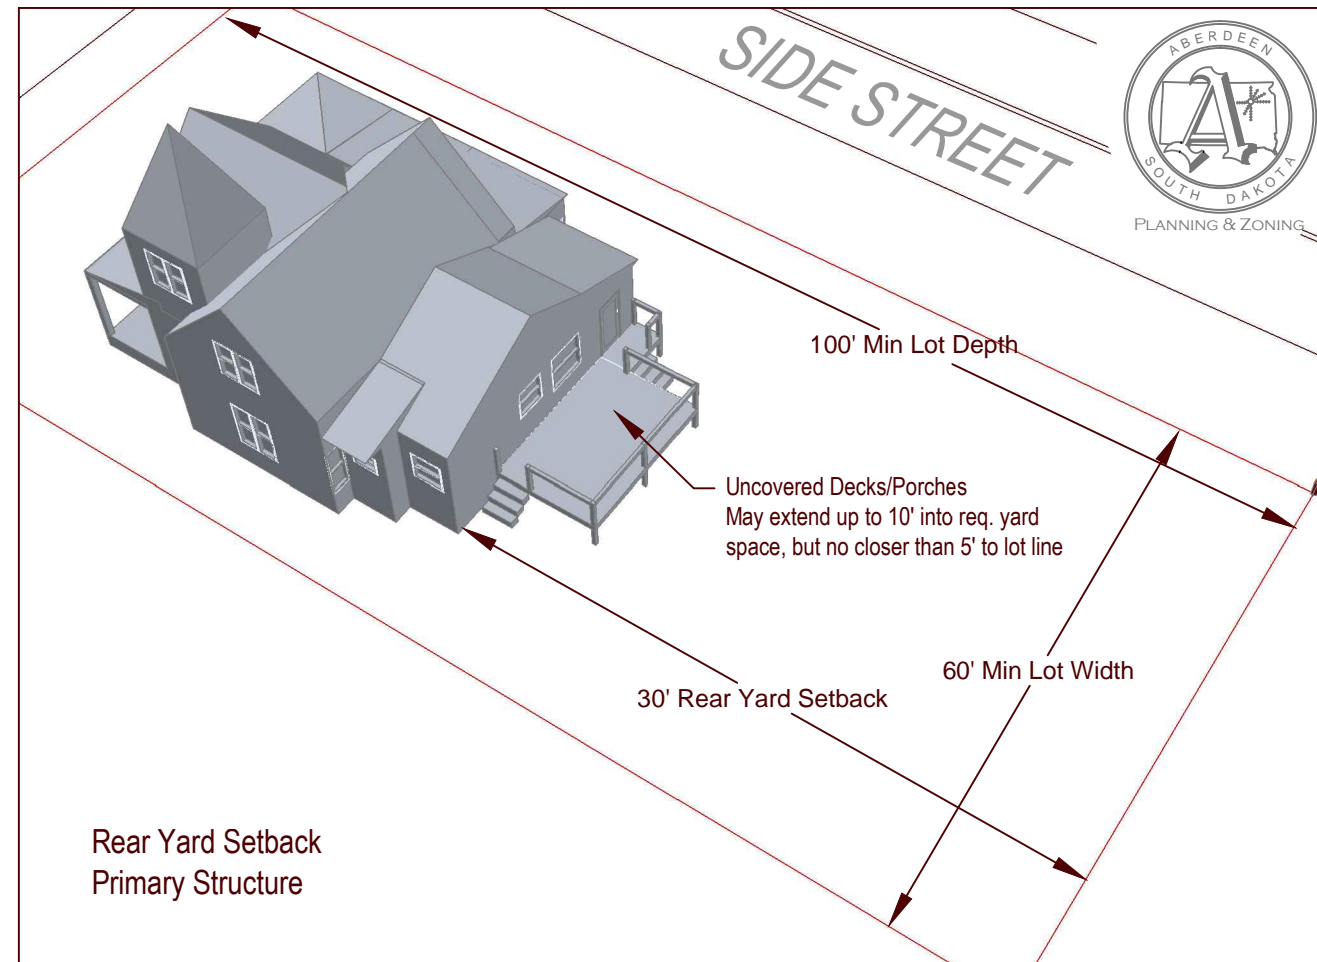 SIDE STREET
ABERDEEN
SOUTH DAKOTA
A
PLANNING & ZONING
100' Min Lot Depth
Uncovered Decks/Porches
May extend up to 10' into req. yard
space, but no closer than 5' to lot line
60' Min Lot Width
30' Rear Yard Setback
Rear Yard Setback
Primary Structure